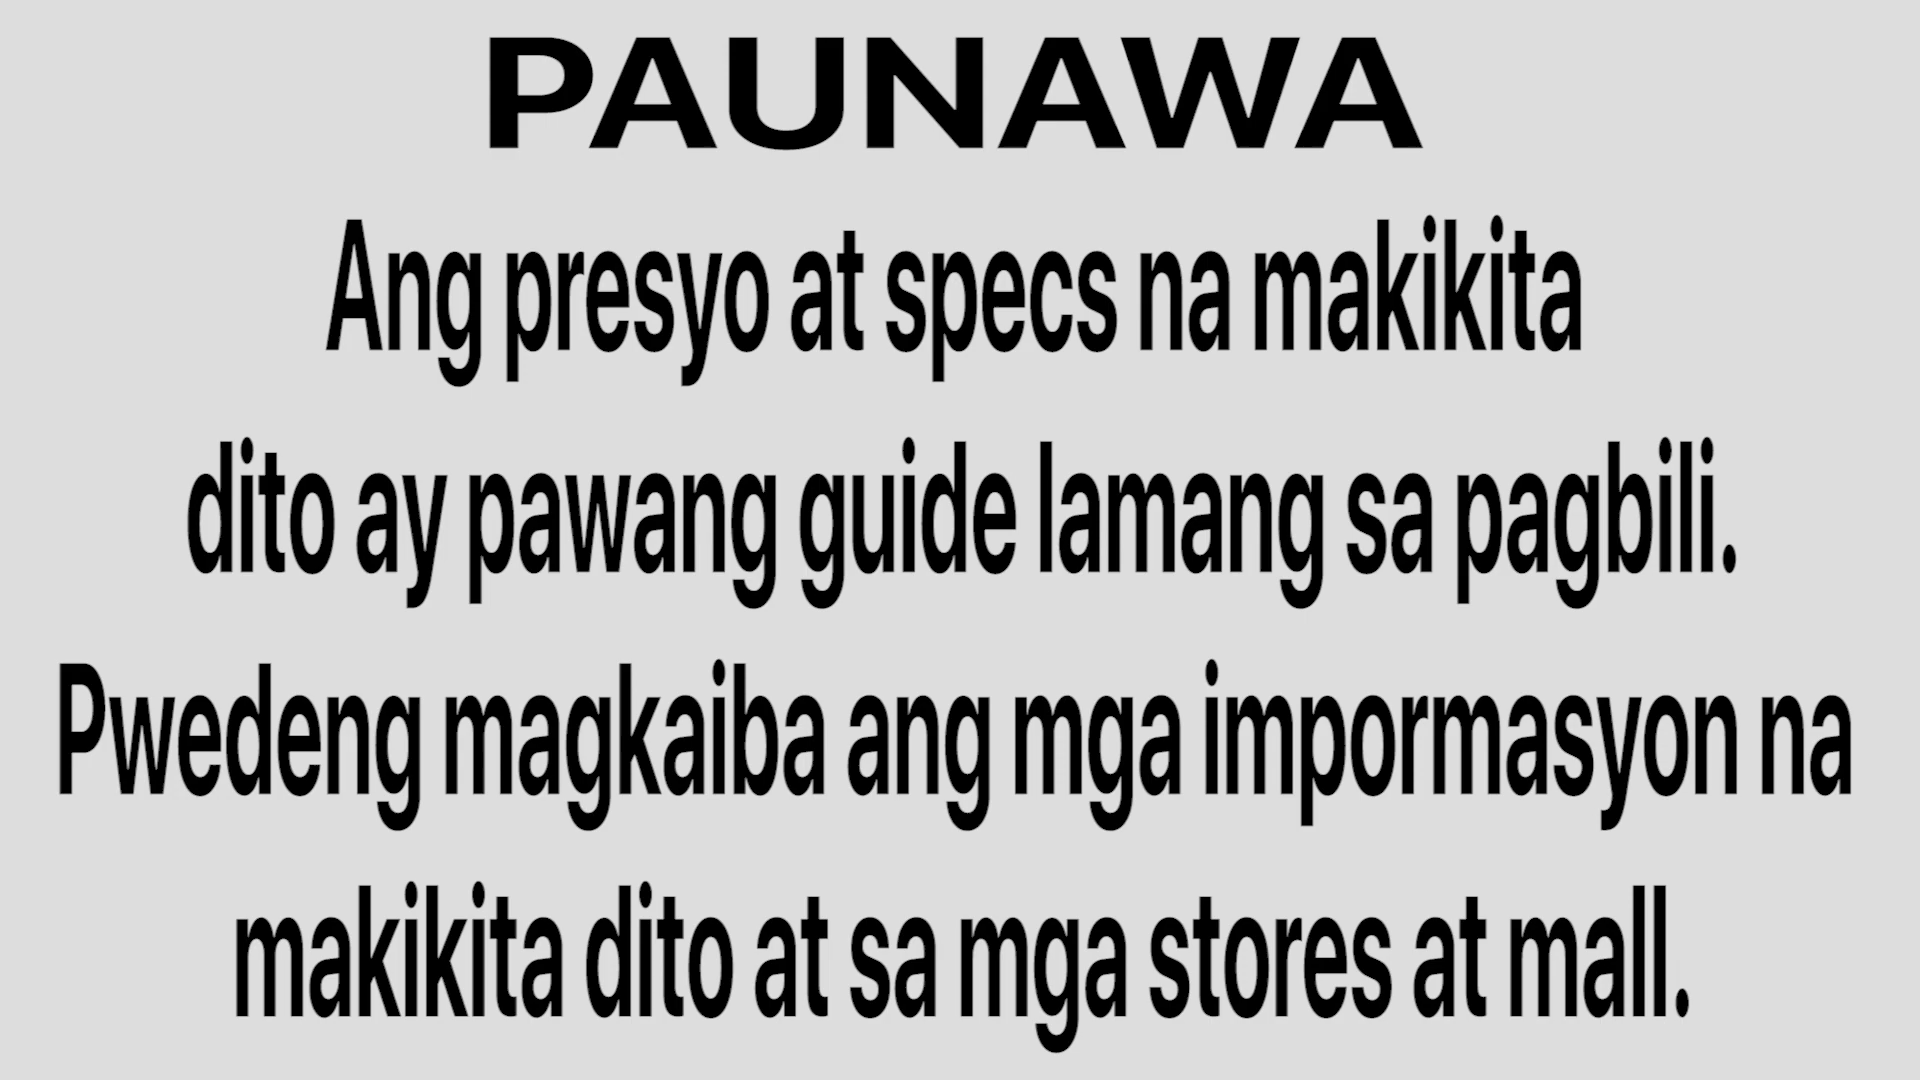 PAUNAWA
Ang presyo at specs na makikita
dito ay pawang guide lamang sa pagbili.
Pwedeng magkaiba ang mga impormasyon na
makikita dito at sa mga stores at mall.